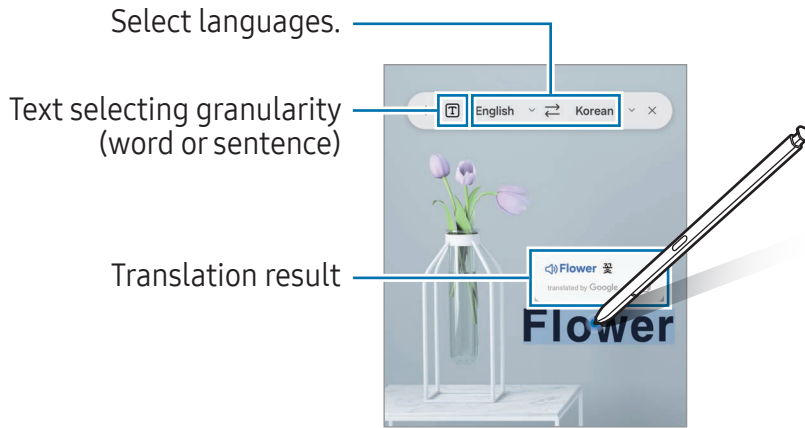 Select languages.
Text selecting granularity
(word or sentence)
T English Korean
Translation result
Flower 꽃
translated by Google
Flower